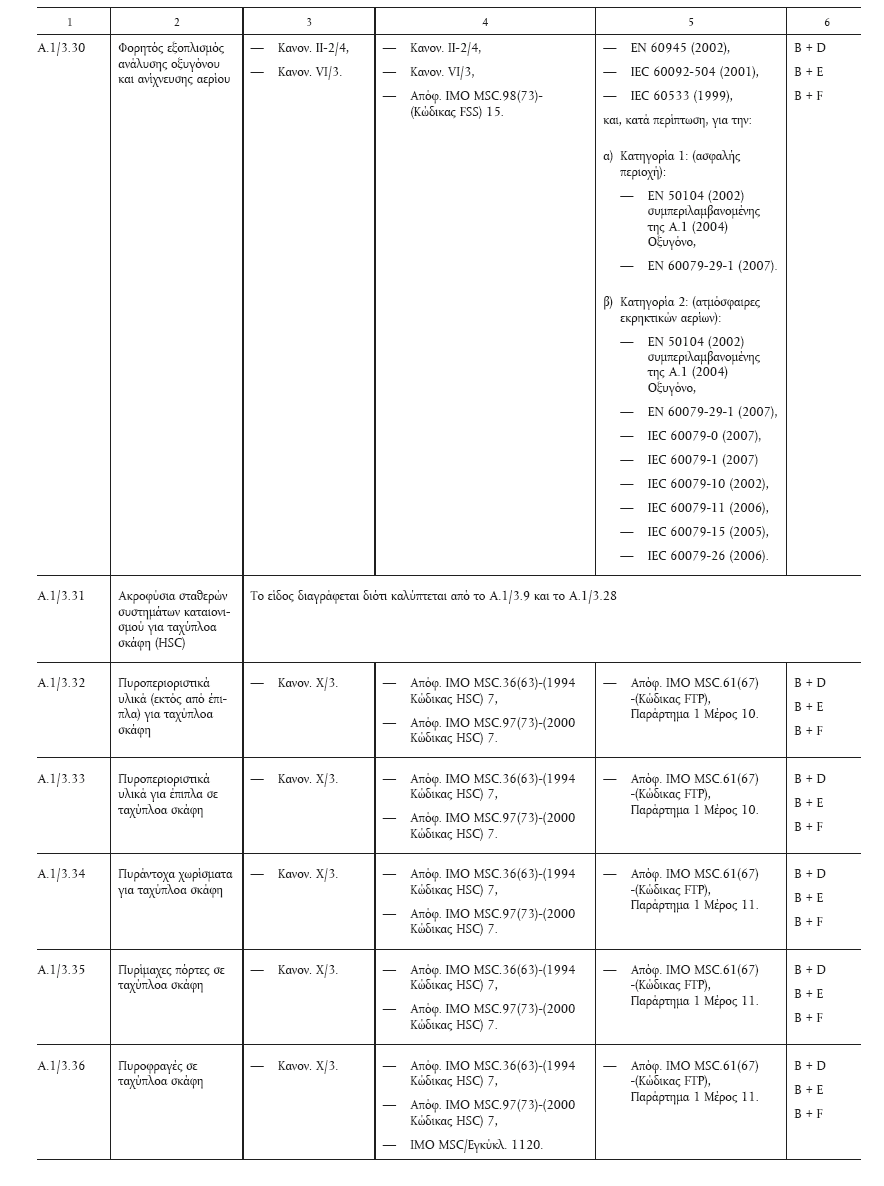 1 2 3 4 5 6
A.1/3.30
Φορητός εξοπλισμός
ανάλυσης οξυγόνου
και ανίχνευσης αερίου
— Κανον. II-2/4,
— Κανον. VI/3.
— Κανον. II-2/4,
— Κανον. VI/3,
— Απόφ. IMO MSC.98(73)-
(Κώδικας FSS) 15.
— EN 60945 (2002),
— IEC 60092-504 (2001),
— IEC 60533 (1999),
και, κατά περίπτωση, για την:
α) Κατηγορία 1: (ασφαλής
περιοχή):
— EN 50104 (2002)
συμπεριλαμβανομένης
της A.1 (2004)
Οξυγόνο,
— EN 60079-29-1 (2007).
β) Κατηγορία 2: (ατμόσφαιρες
εκρηκτικών αερίων):
— EN 50104 (2002)
συμπεριλαμβανομένης
της A.1 (2004)
Οξυγόνο,
— EN 60079-29-1 (2007),
— IEC 60079-0 (2007),
— IEC 60079-1 (2007)
— IEC 60079-10 (2002),
— IEC 60079-11 (2006),
— IEC 60079-15 (2005),
— IEC 60079-26 (2006).
B + D
B + E
B + F
A.1/3.31
Ακροφύσια σταθερών
συστημάτων καταιονι-
σμού για ταχύπλοα
σκάφη (HSC)
Το είδος διαγράφεται διότι καλύπτεται από το A.1/3.9 και το A.1/3.28
A.1/3.32
Πυροπεριοριστικά
υλικά (εκτός από έπι-
πλα) για ταχύπλοα
σκάφη
— Κανον. X/3.
— Απόφ. IMO MSC.36(63)-(1994
Κώδικας HSC) 7,
— Απόφ. IMO MSC.97(73)-(2000
Κώδικας HSC) 7.
— Απόφ. IMO MSC.61(67)
-(Κώδικας FTP),
Παράρτημα 1 Μέρος 10.
B + D
B + E
B + F
A.1/3.33
Πυροπεριοριστικά
υλικά για έπιπλα σε
ταχύπλοα σκάφη
— Κανον. X/3.
— Απόφ. IMO MSC.36(63)-(1994
Κώδικας HSC) 7,
— Απόφ. IMO MSC.97(73)-(2000
Κώδικας HSC) 7.
— Απόφ. IMO MSC.61(67)
-(Κώδικας FTP),
Παράρτημα 1 Μέρος 10.
B + D
B + E
B + F
A.1/3.34
Πυράντοχα χωρίσματα
για ταχύπλοα σκάφη
— Κανον. X/3.
— Απόφ. IMO MSC.36(63)-(1994
Κώδικας HSC) 7,
— Απόφ. IMO MSC.97(73)-(2000
Κώδικας HSC) 7.
— Απόφ. IMO MSC.61(67)
-(Κώδικας FTP),
Παράρτημα 1 Μέρος 11.
B + D
B + E
B + F
A.1/3.35
Πυρίμαχες πόρτες σε
ταχύπλοα σκάφη
— Κανον. X/3.
— Απόφ. IMO MSC.36(63)-(1994
Κώδικας HSC) 7,
— Απόφ. IMO MSC.97(73)-(2000
Κώδικας HSC) 7.
— Απόφ. IMO MSC.61(67)
-(Κώδικας FTP),
Παράρτημα 1 Μέρος 11.
B + D
B + E
B + F
A.1/3.36
Πυροφραγές σε
ταχύπλοα σκάφη
— Κανον. X/3.
— Απόφ. IMO MSC.36(63)-(1994
Κώδικας HSC) 7,
— Απόφ. IMO MSC.97(73)-(2000
Κώδικας HSC) 7,
— IMO MSC/Εγκύκλ. 1120.
— Απόφ. IMO MSC.61(67)
-(Κώδικας FTP),
Παράρτημα 1 Μέρος 11.
B + D
B + E
B + F